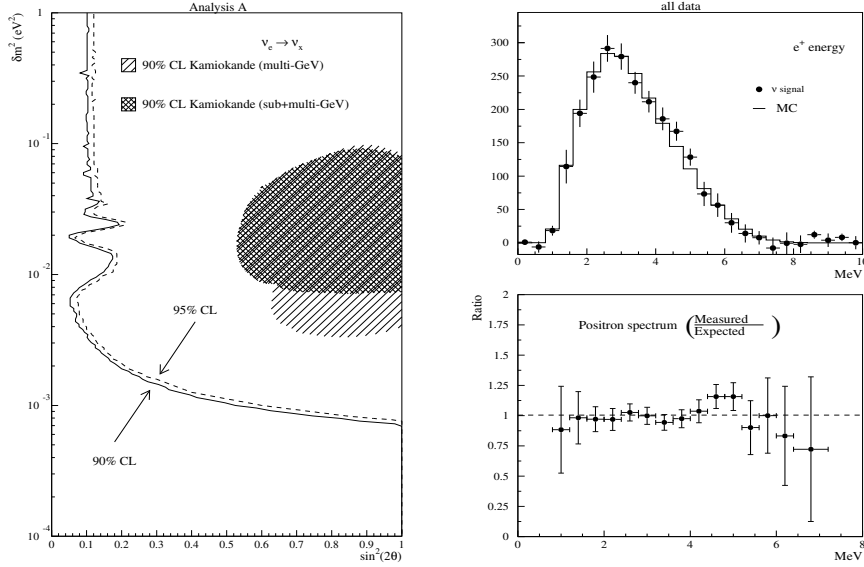 Analysis A
δm² (eV²)
1
10⁻¹
10⁻²
10⁻³
10⁻⁴
νe → νx
90% CL Kamiokande (multi-GeV)
90% CL Kamiokande (sub+multi-GeV)
95% CL
90% CL
0 0.1 0.2 0.3 0.4 0.5 0.6 0.7 0.8 0.9 1
sin²(2θ)
all data
300
250
200
150
100
50
0
e⁺ energy
ν signal
MC
0 2 4 6 8 10
MeV
Ratio
2
1.75
1.5
1.25
1
0.75
0.5
0.25
0
Positron spectrum (Measured
Expected)
0 2 4 6 8
MeV